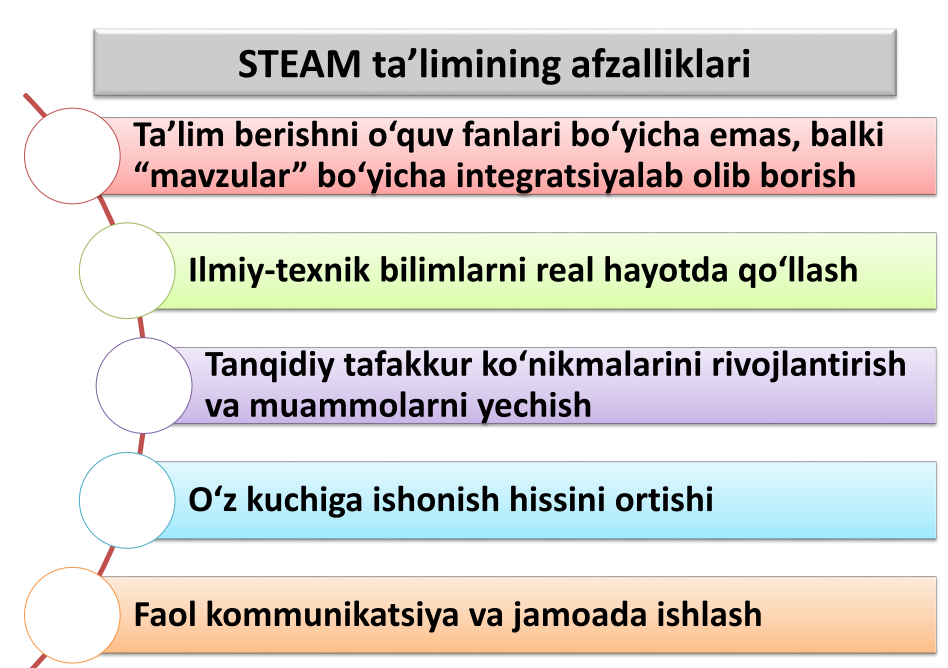 STEAM ta’limining afzalliklari
Ta’lim berishni o‘quv fanlari bo‘yicha emas, balki
“mavzular” bo‘yicha integratsiyalab olib borish
Ilmiy-texnik bilimlarni real hayotda qo‘llash
Tanqidiy tafakkur ko‘nikmalarini rivojlantirish
va muammolarni yechish
O‘z kuchiga ishonish hissini ortishi
Faol kommunikatsiya va jamoada ishlash